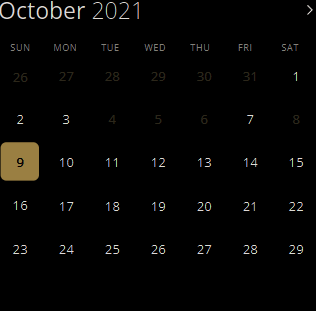 October 2021 >
SUN MON TUE WED THU FRI SAT
26 27 28 29 30 31 1
2 3 4 5 6 7 8
9 10 11 12 13 14 15
16 17 18 19 20 21 22
23 24 25 26 27 28 29